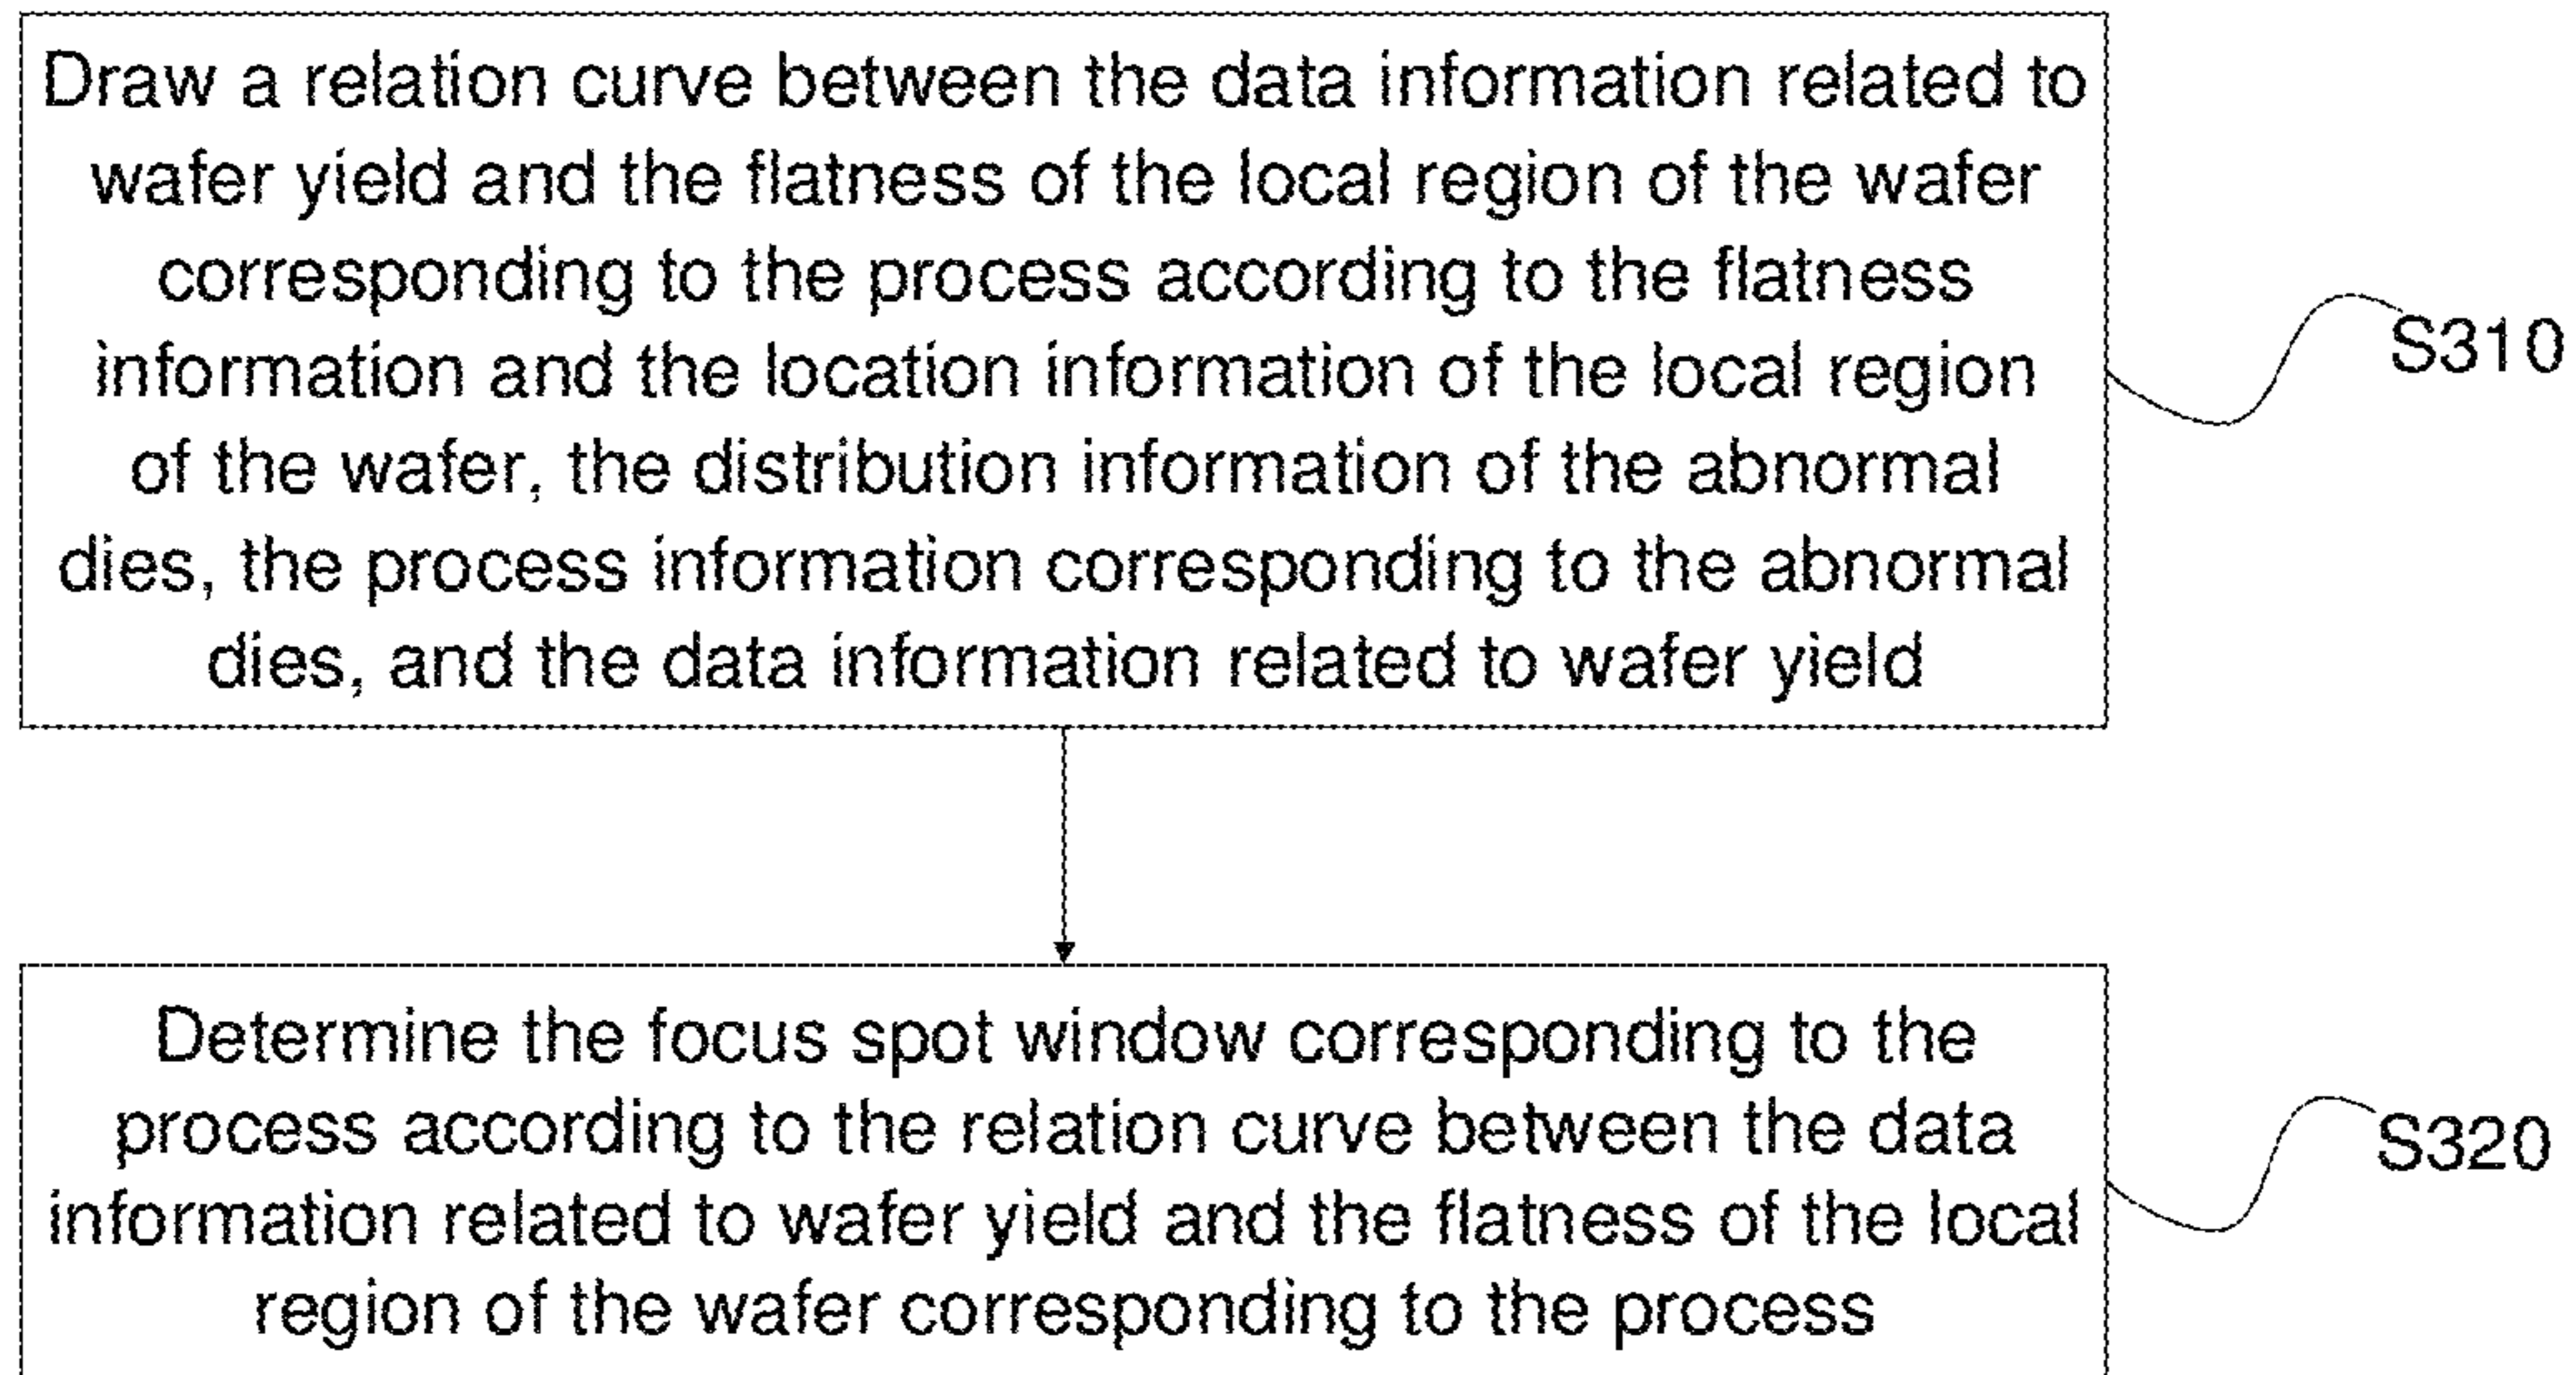 Draw a relation curve between the data information related to
wafer yield and the flatness of the local region of the wafer
corresponding to the process according to the flatness
information and the location information of the local region
of the wafer, the distribution information of the abnormal
dies, the process information corresponding to the abnormal
dies, and the data information related to wafer yield
S310
Determine the focus spot window corresponding to the
process according to the relation curve between the data
information related to wafer yield and the flatness of the local
region of the wafer corresponding to the process
S320